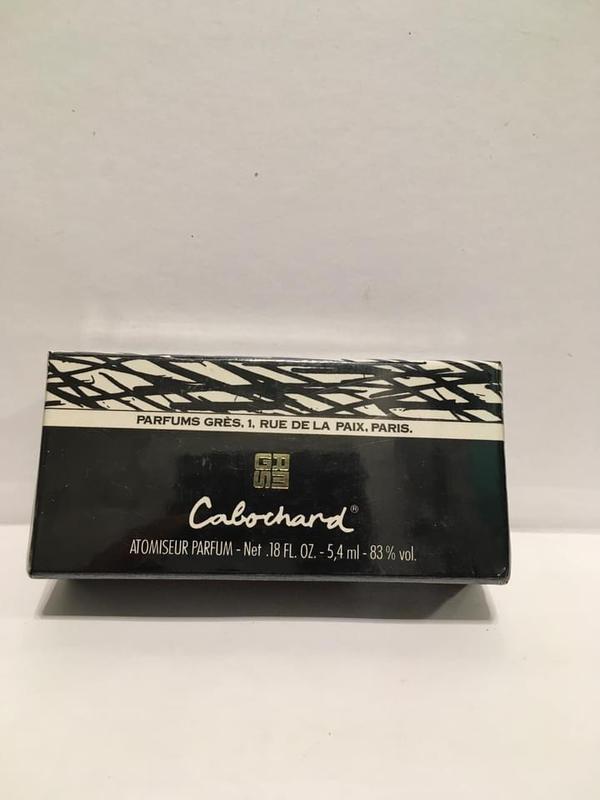 PARFUMS GRÈS, 1, RUE DE LA PAIX, PARIS.
GRÈS
Cabochard®
ATOMISEUR PARFUM - Net .18 FL. OZ. - 5,4 ml - 83 % vol.